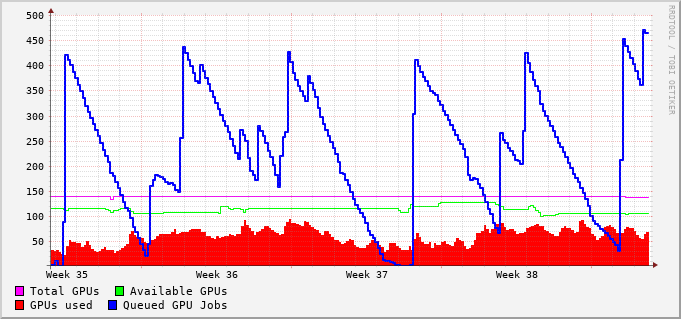 500
450
400
350
300
250
200
150
100
50
Week 35 Week 36 Week 37 Week 38
Total GPUs Available GPUs
GPUs used Queued GPU Jobs
RRDTOOL / TOBI OETIKER